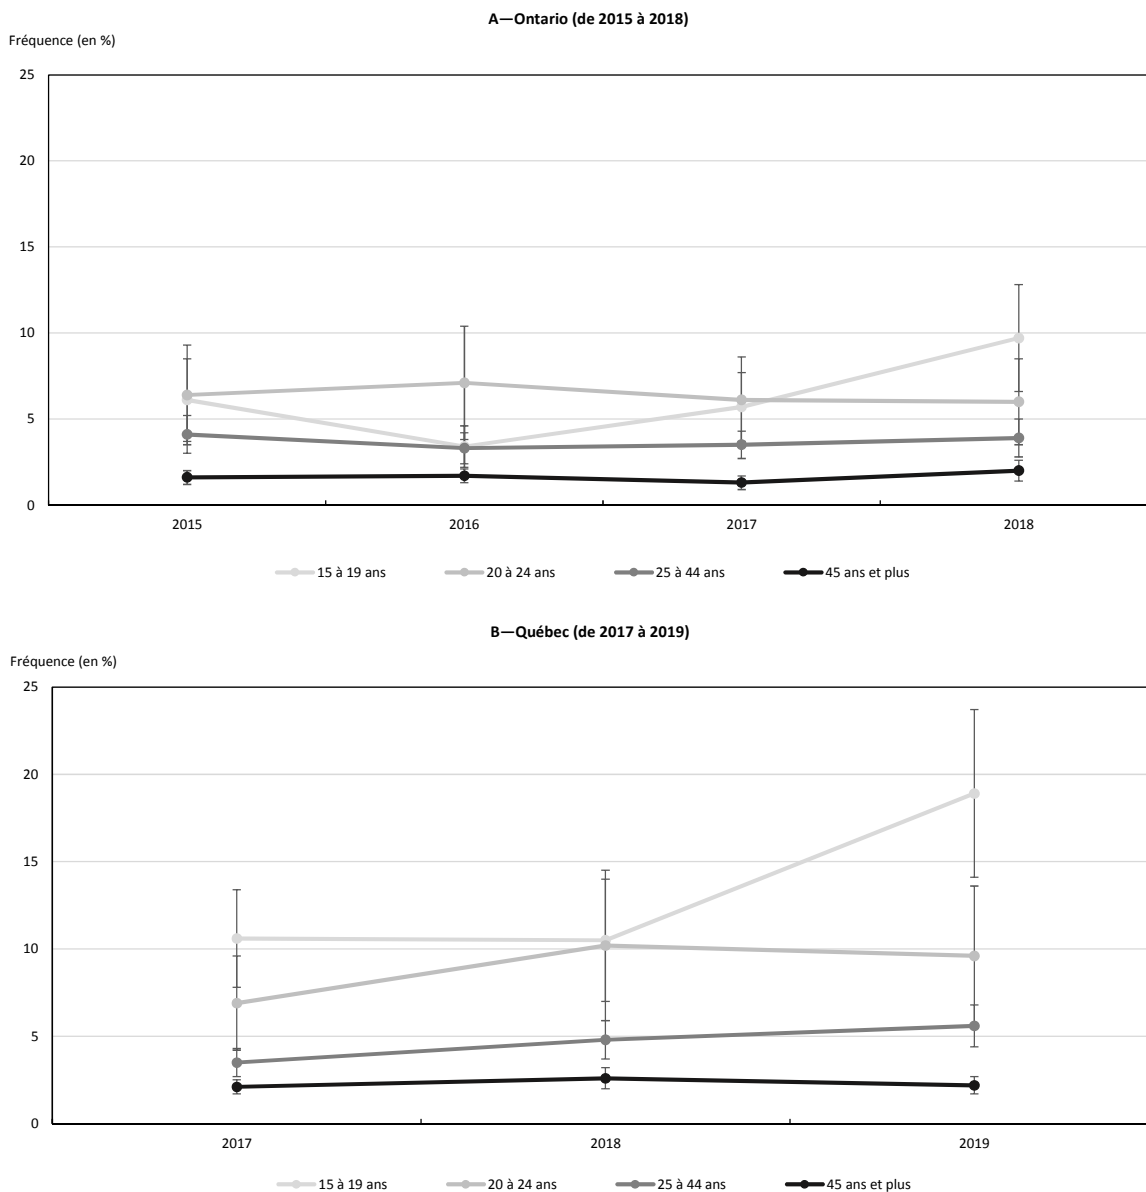 A—Ontario (de 2015 à 2018)
Fréquence (en %)
25
20
15
10
5
0
2015 2016 2017 2018
15 à 19 ans 20 à 24 ans 25 à 44 ans 45 ans et plus
B—Québec (de 2017 à 2019)
Fréquence (en %)
25
20
15
10
5
0
2017 2018 2019
15 à 19 ans 20 à 24 ans 25 à 44 ans 45 ans et plus